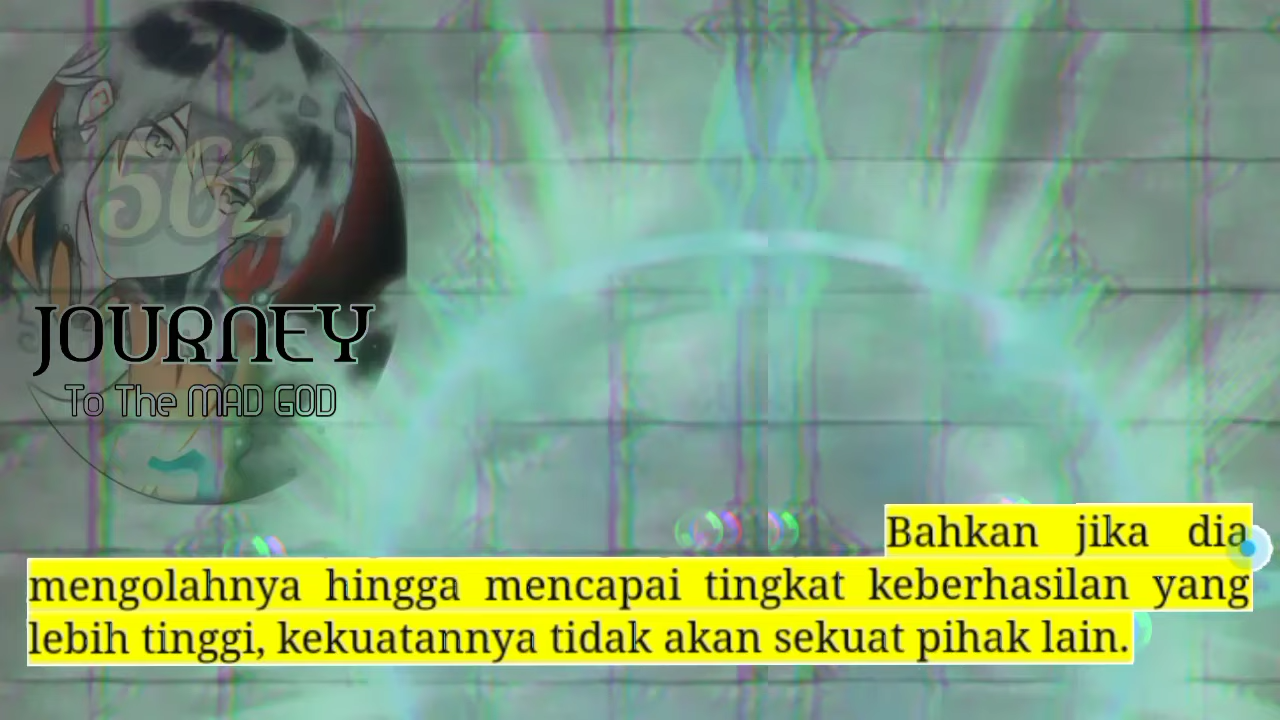 562
JOURNEY
To The MAD GOD
Bahkan jika dia
mengolahnya hingga mencapai tingkat keberhasilan yang
lebih tinggi, kekuatannya tidak akan sekuat pihak lain.